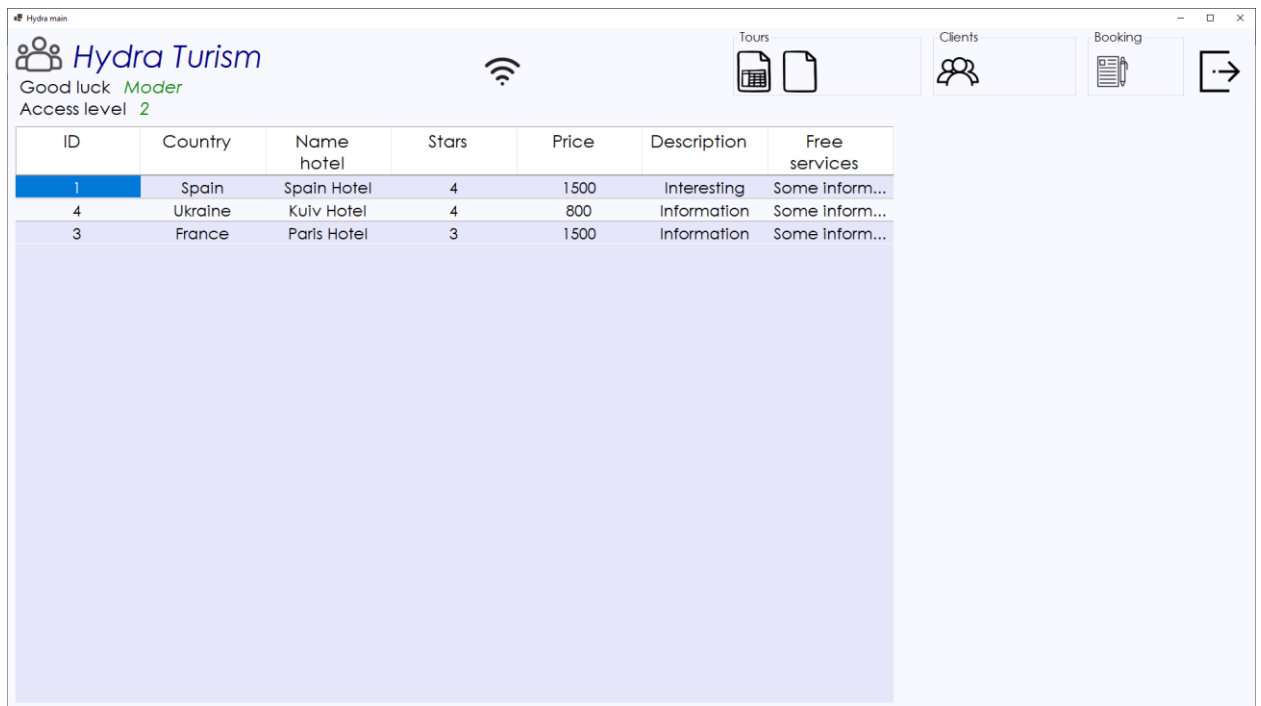 Hydra main
Hydra Turism
Good luck Moder
Access level 2
Tours
Clients
Booking
ID Country Name hotel Stars Price Description Free services
1 Spain Spain Hotel 4 1500 Interesting Some inform...
4 Ukraine Kuiv Hotel 4 800 Information Some inform...
3 France Paris Hotel 3 1500 Information Some inform...